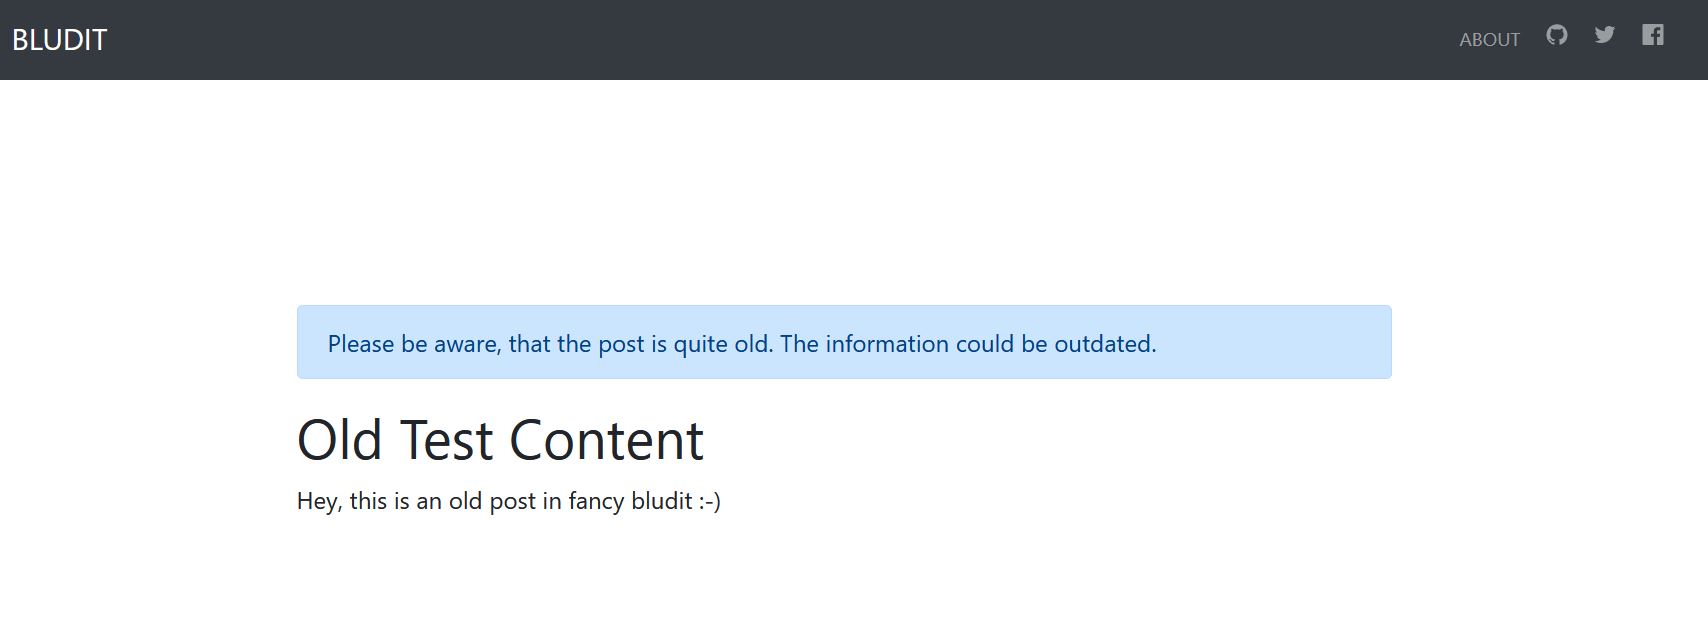 BLUDIT
ABOUT
Please be aware, that the post is quite old. The information could be outdated.
Old Test Content
Hey, this is an old post in fancy bludit :-)